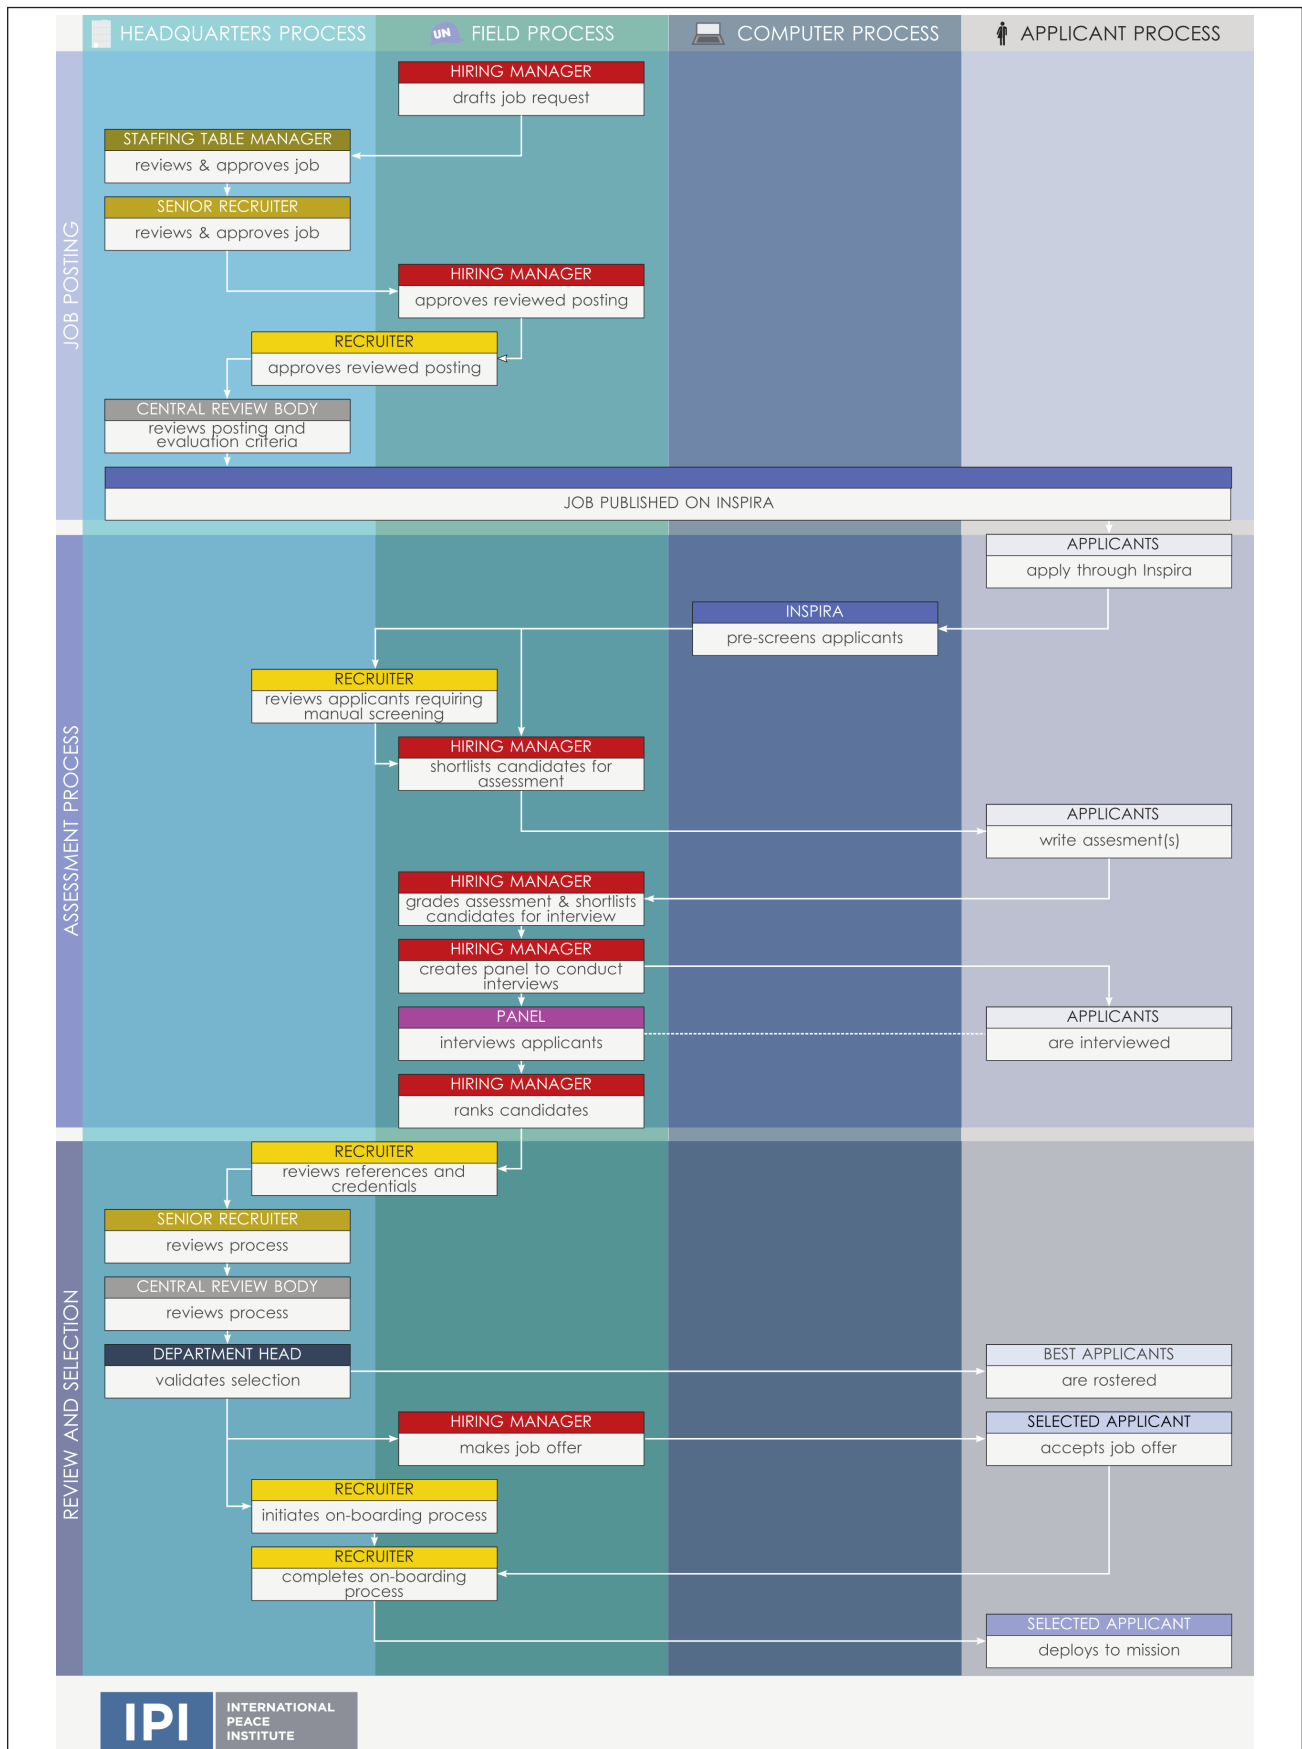 HEADQUARTERS PROCESS
UN
FIELD PROCESS
COMPUTER PROCESS
APPLICANT PROCESS
JOB POSTING
HIRING MANAGER
drafts job request
STAFFING TABLE MANAGER
reviews & approves job
SENIOR RECRUITER
reviews & approves job
HIRING MANAGER
approves reviewed posting
RECRUITER
approves reviewed posting
CENTRAL REVIEW BODY
reviews posting and
evaluation criteria
JOB PUBLISHED ON INSPIRA
ASSESSMENT PROCESS
APPLICANTS
apply through Inspira
INSPIRA
pre-screens applicants
RECRUITER
reviews applicants requiring
manual screening
HIRING MANAGER
shortlists candidates for
assessment
APPLICANTS
write assesment(s)
HIRING MANAGER
grades assessment & shortlists
candidates for interview
HIRING MANAGER
creates panel to conduct
interviews
PANEL
interviews applicants
APPLICANTS
are interviewed
HIRING MANAGER
ranks candidates
REVIEW AND SELECTION
RECRUITER
reviews references and
credentials
SENIOR RECRUITER
reviews process
CENTRAL REVIEW BODY
reviews process
DEPARTMENT HEAD
validates selection
BEST APPLICANTS
are rostered
HIRING MANAGER
makes job offer
SELECTED APPLICANT
accepts job offer
RECRUITER
initiates on-boarding process
RECRUITER
completes on-boarding
process
SELECTED APPLICANT
deploys to mission
IPI
INTERNATIONAL
PEACE
INSTITUTE